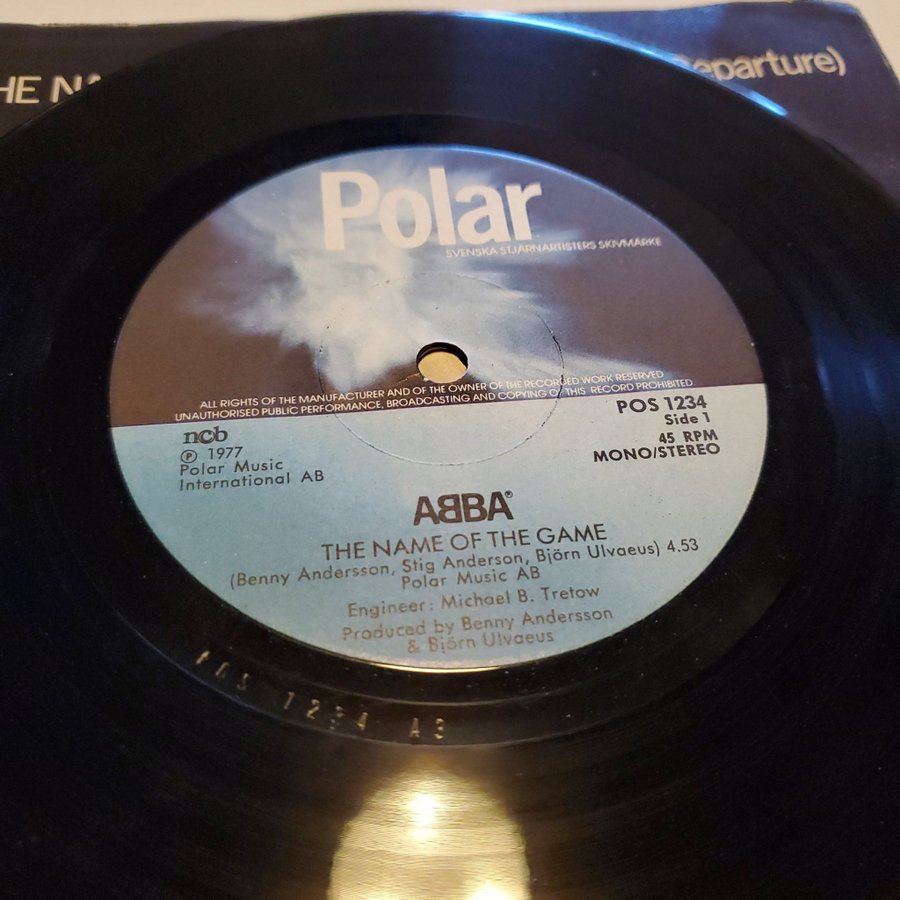 HE NA
eparture)
Polar
SVENSKA STJÄRNARTISTERS SKIVMÄRKE
ALL RIGHTS OF THE MANUFACTURER AND OF THE OWNER OF THE RECORDED WORK RESERVED
UNAUTHORISED PUBLIC PERFORMANCE, BROADCASTING AND COPYING OF THIS RECORD PROHIBITED
ncb
POS 1234
Side 1
℗ 1977
45 RPM
Polar Music
MONO/STEREO
International AB
ABBA®
THE NAME OF THE GAME
(Benny Andersson, Stig Anderson, Björn Ulvaeus) 4.53
Polar Music AB
Engineer: Michael B. Tretow
Produced by Benny Andersson
& Björn Ulvaeus
POS 1234 A3